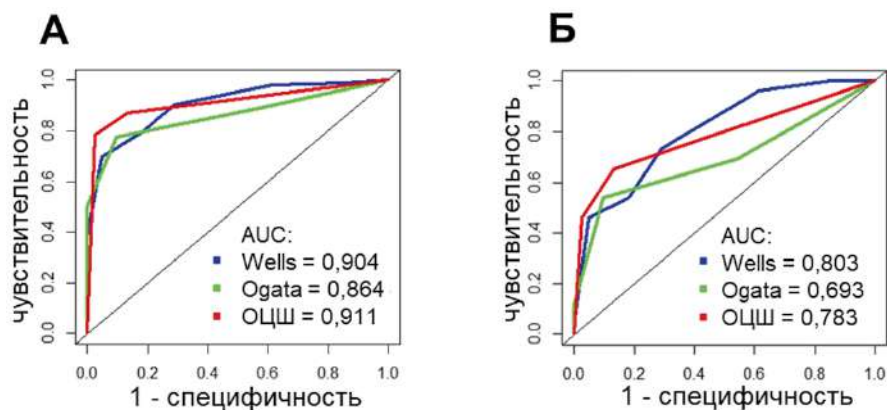 А
чувствительность
1.0
0.8
0.6
0.4
0.2
0.0
AUC:
Wells = 0,904
Ogata = 0,864
ОЦШ = 0,911
0.0 0.2 0.4 0.6 0.8 1.0
1 - специфичность
Б
чувствительность
1.0
0.8
0.6
0.4
0.2
0.0
AUC:
Wells = 0,803
Ogata = 0,693
ОЦШ = 0,783
0.0 0.2 0.4 0.6 0.8 1.0
1 - специфичность